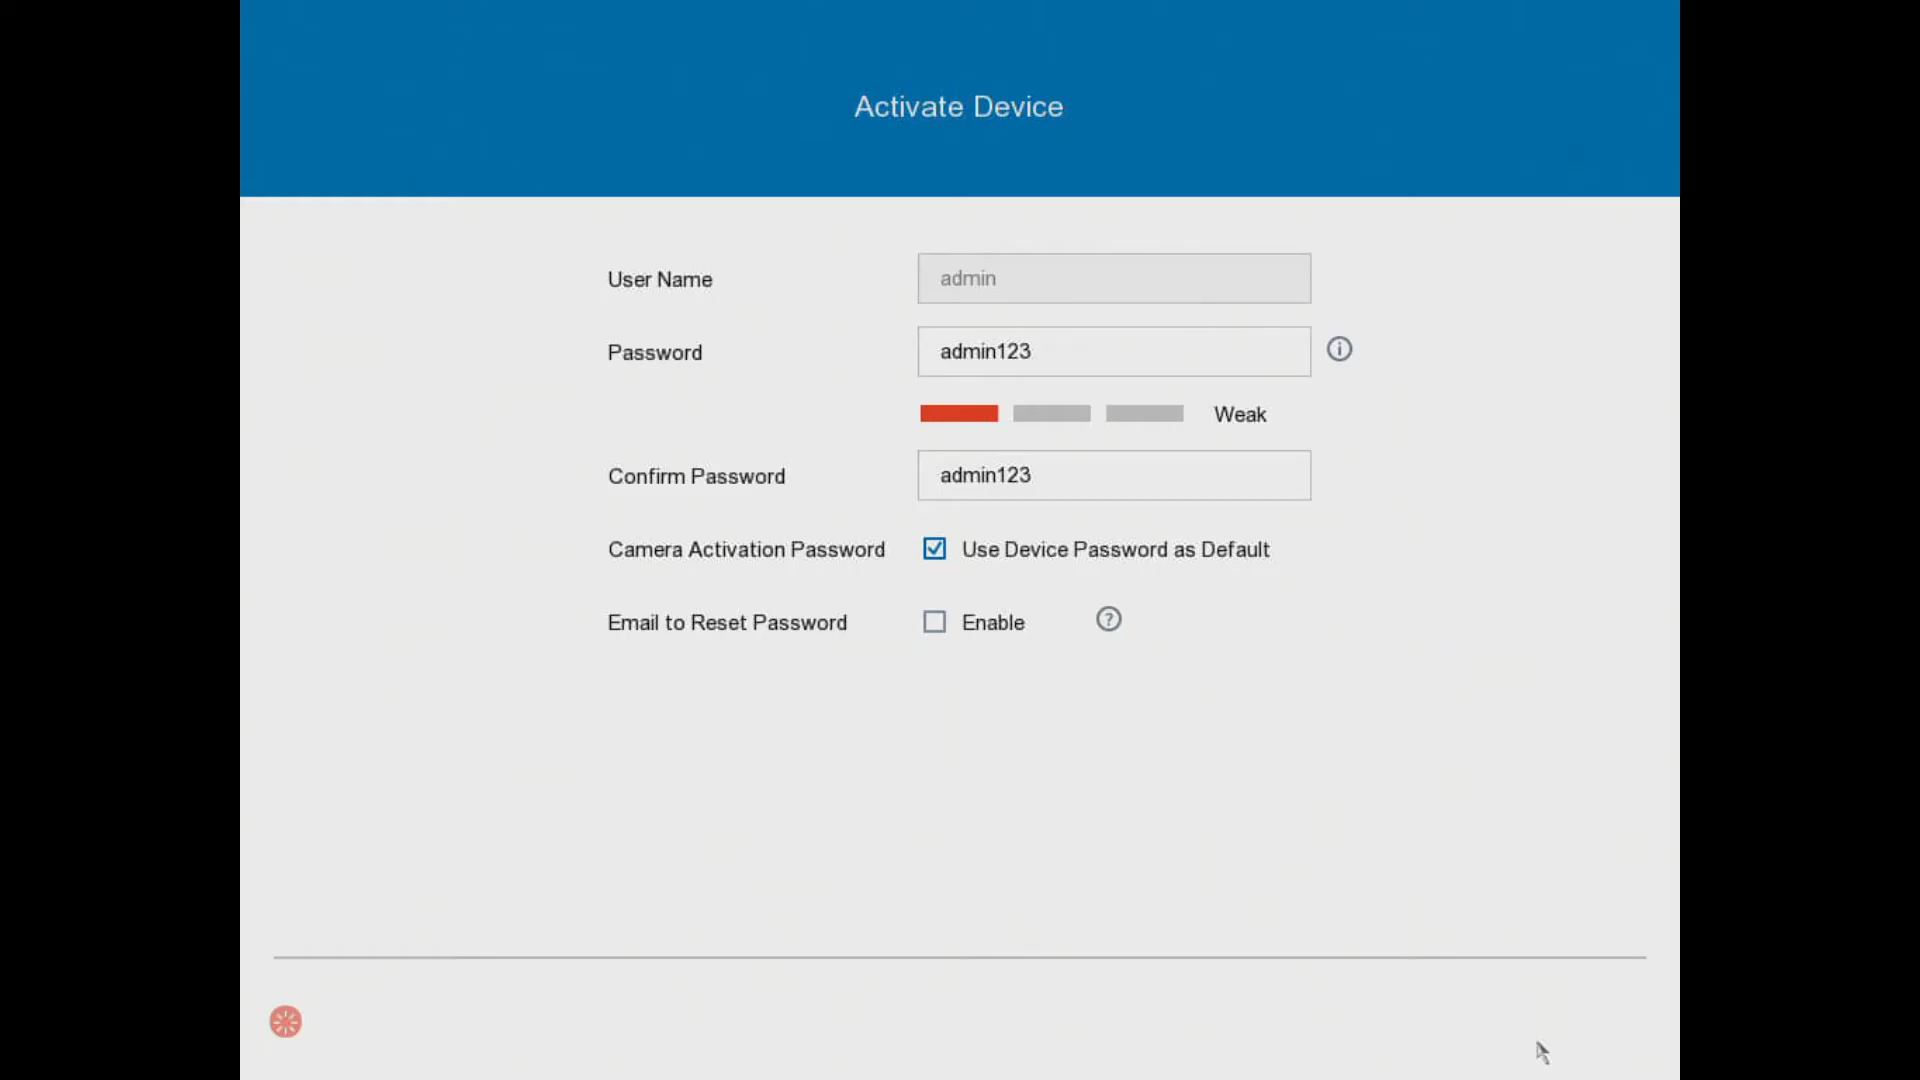 Activate Device
User Name admin
Password admin123
Weak
Confirm Password admin123
Camera Activation Password Use Device Password as Default
Email to Reset Password Enable